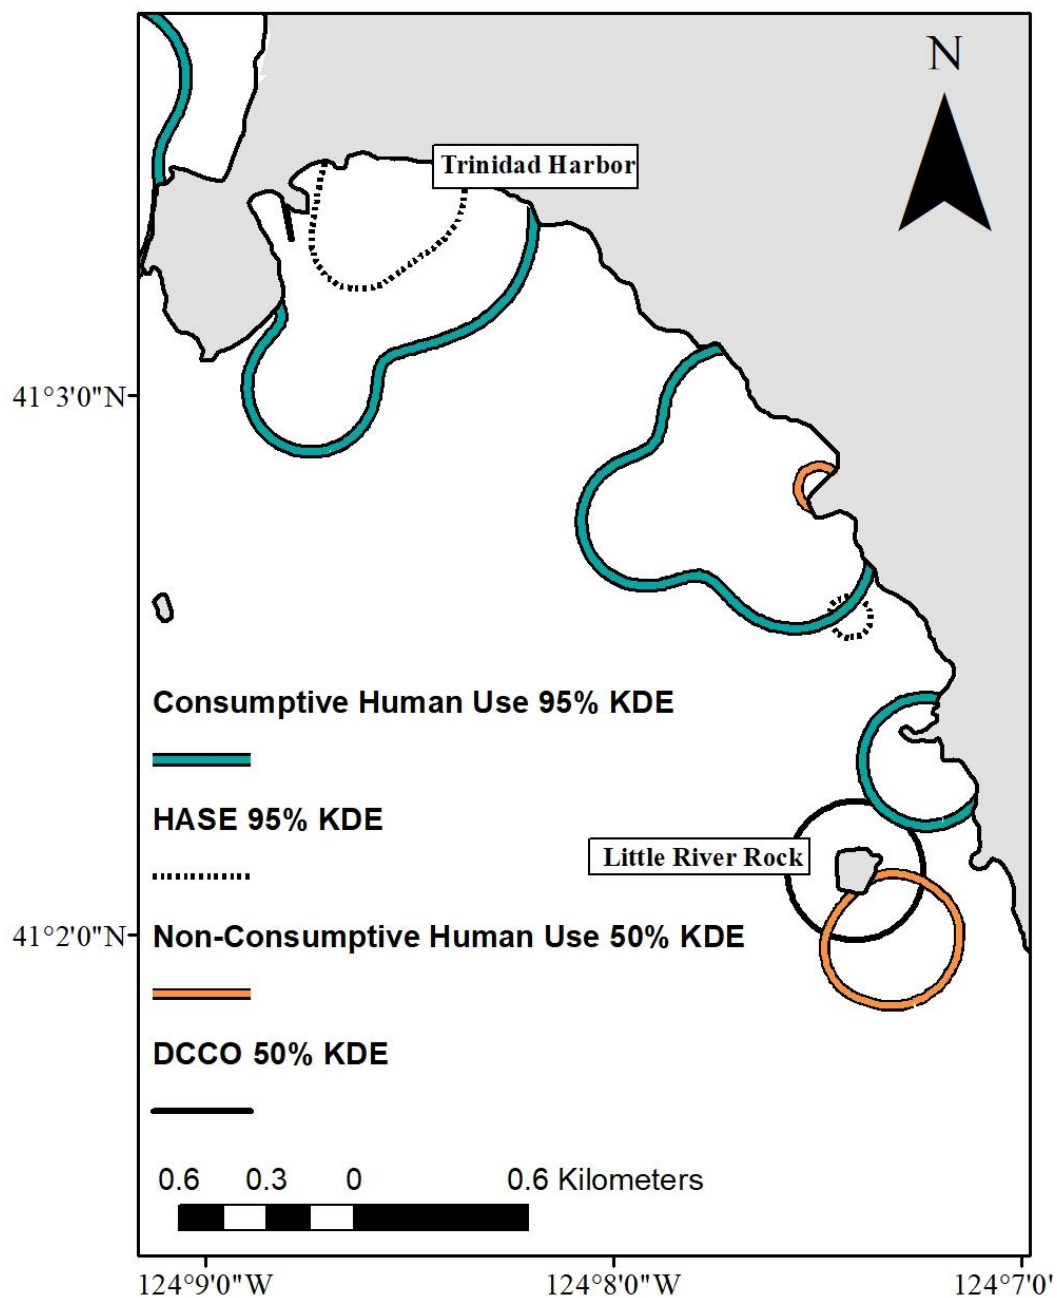 N
Trinidad Harbor
41°3'0"N
Consumptive Human Use 95% KDE
HASE 95% KDE
Little River Rock
41°2'0"N
Non-Consumptive Human Use 50% KDE
DCCO 50% KDE
0.6 0.3 0 0.6 Kilometers
124°9'0"W 124°8'0"W 124°7'0'